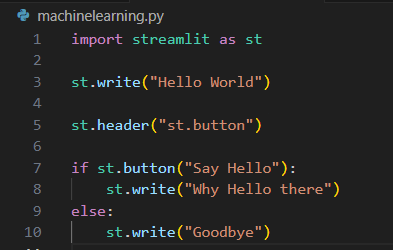 machinelearning.py
1 import streamlit as st
2
3 st.write("Hello World")
4
5 st.header("st.button")
6
7 if st.button("Say Hello"):
8     st.write("Why Hello there")
9 else:
10     st.write("Goodbye")